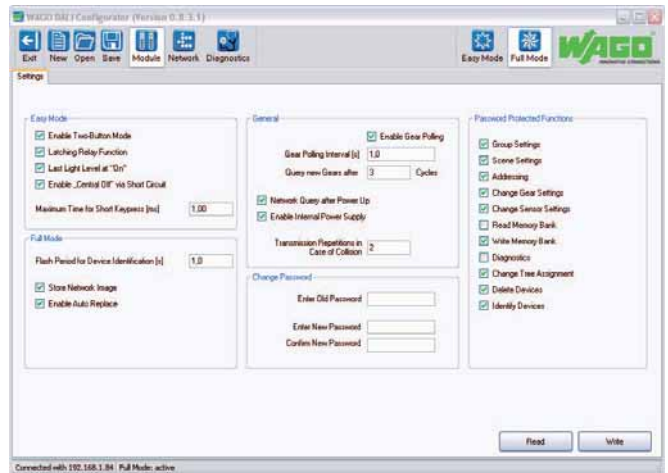 WAGO DALI Configurator (Version 0.8.3.1)
Exit New Open Save Module Network Diagnostics Easy Mode Full Mode
WAGO
INNOVATIVE CONNECTIONS
Settings
Easy Mode
Enable Two-Button Mode
Latching Relay Function
Last Light Level at "On"
Enable „Central Off" via Short Circuit
Maximum Time for Short Keypress [ms] 1,00
Full Mode
Flash Period for Device Identification [s] 1,0
Store Network Image
Enable Auto Replace
General
Enable Gear Polling
Gear Polling Interval [s] 1,0
Query new Gears after 3 Cycles
Network Query after Power Up
Enable Internal Power Supply
Transmission Repetitions in
Case of Collision 2
Change Password
Enter Old Password
Enter New Password
Confirm New Password
Password Protected Functions
Group Settings
Scene Settings
Addressing
Change Gear Settings
Change Sensor Settings
Read Memory Bank
Write Memory Bank
Diagnostics
Change Tree Assignment
Delete Devices
Identify Devices
Read Write
Connected with 192.168.1.84 Full Mode: active